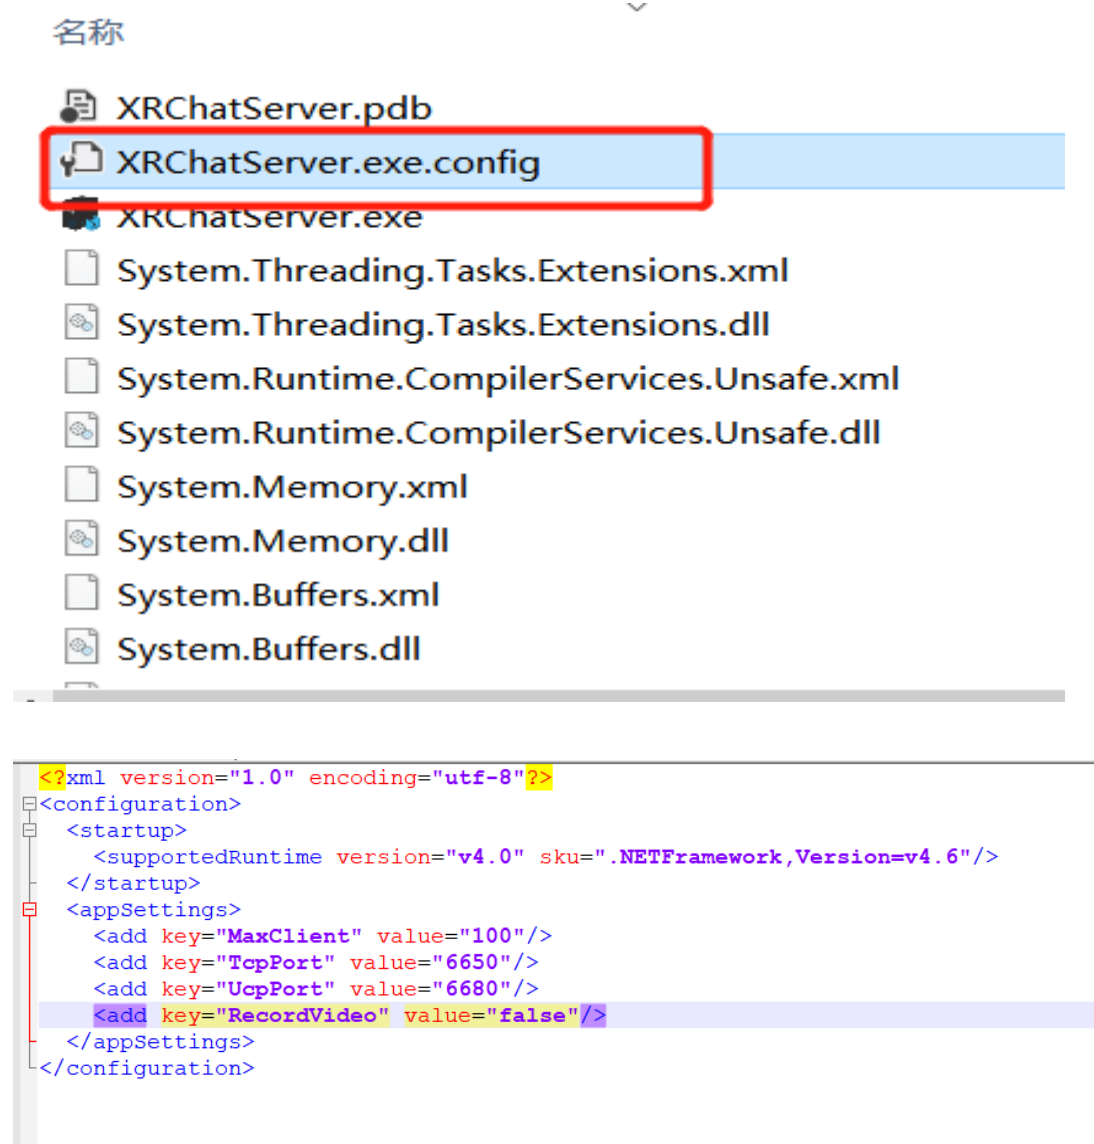 名称
XRChatServer.pdb
XRChatServer.exe.config
XRChatServer.exe
System.Threading.Tasks.Extensions.xml
System.Threading.Tasks.Extensions.dll
System.Runtime.CompilerServices.Unsafe.xml
System.Runtime.CompilerServices.Unsafe.dll
System.Memory.xml
System.Memory.dll
System.Buffers.xml
System.Buffers.dll
<?xml version="1.0" encoding="utf-8"?>
<configuration>
<startup>
<supportedRuntime version="v4.0" sku=".NETFramework,Version=v4.6"/>
</startup>
<appSettings>
<add key="MaxClient" value="100"/>
<add key="TcpPort" value="6650"/>
<add key="UcpPort" value="6680"/>
<add key="RecordVideo" value="false"/>
</appSettings>
</configuration>